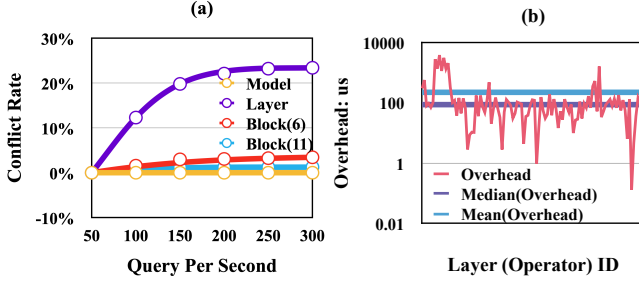 (a)
30%
20%
10%
0%
-10%
Conflict Rate
Model
Layer
Block(6)
Block(11)
50 100 150 200 250 300
Query Per Second
(b)
10000
100
1
0.01
Overhead: us
Overhead
Median(Overhead)
Mean(Overhead)
Layer (Operator) ID